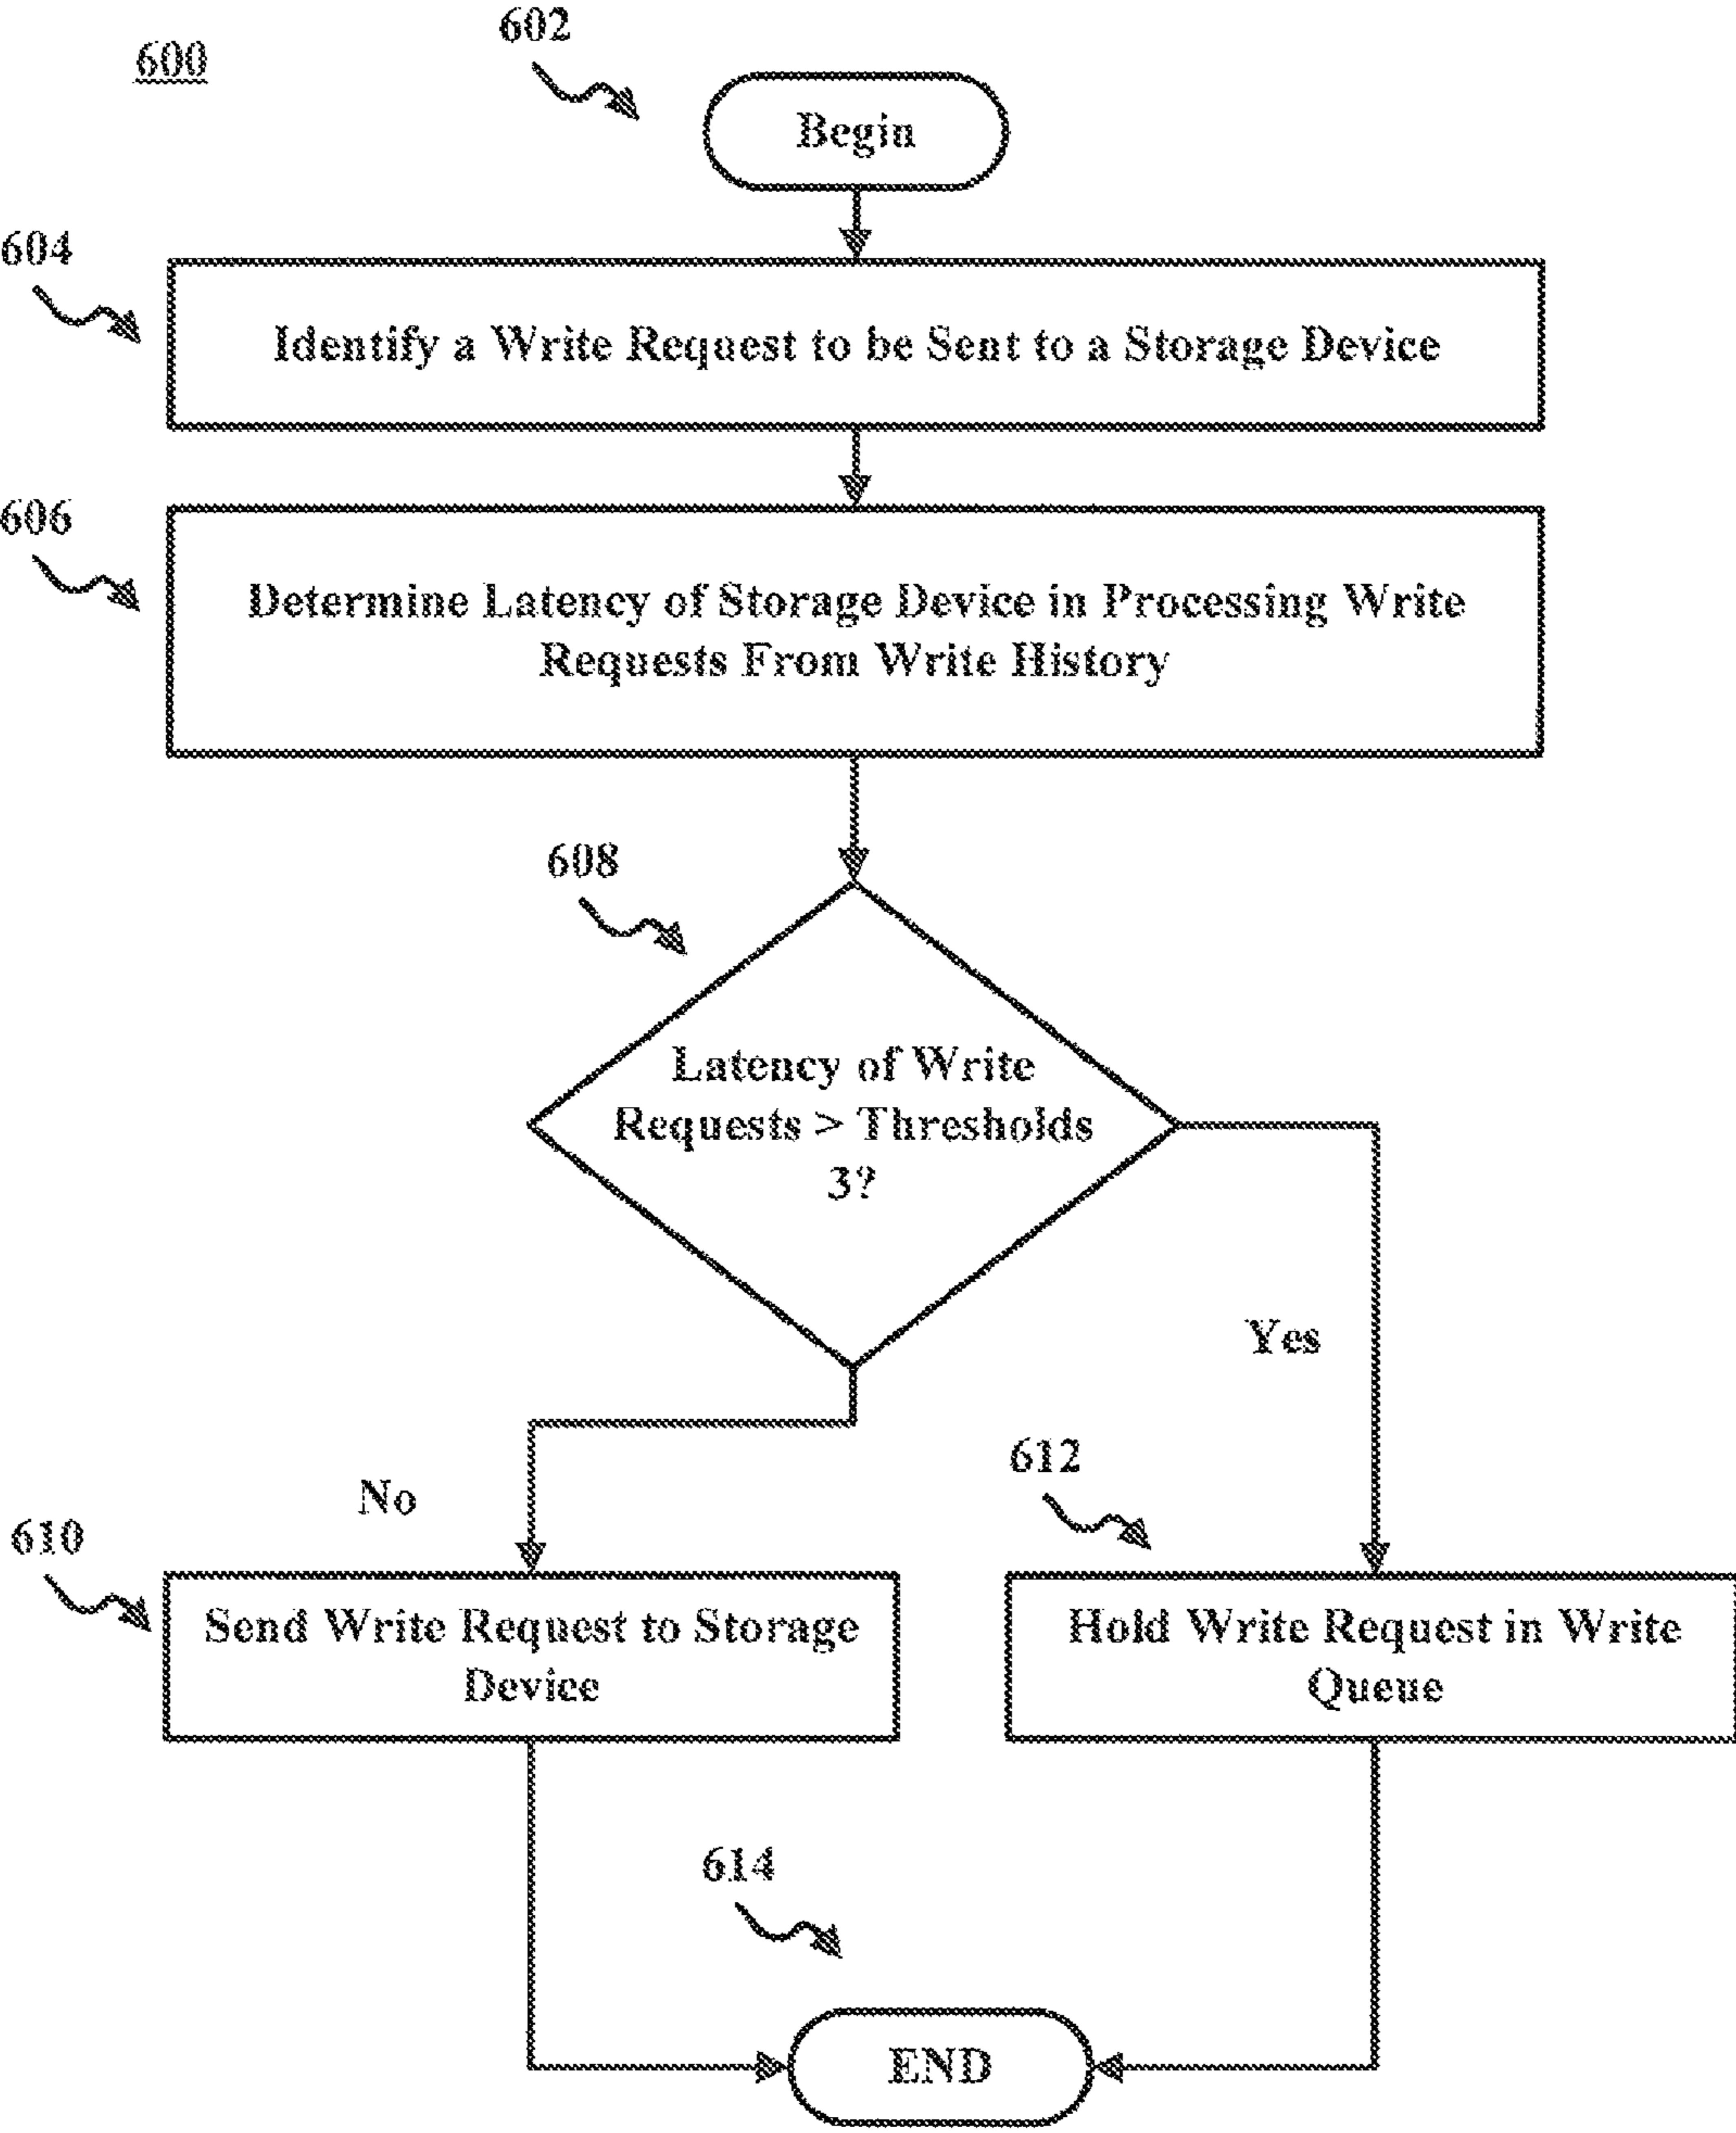 600
602
Begin
604
Identify a Write Request to be Sent to a Storage Device
606
Determine Latency of Storage Device in Processing Write
Requests From Write History
608
Latency of Write
Requests > Thresholds
3?
Yes
No
612
610
Send Write Request to Storage
Device
Hold Write Request in Write
Queue
614
END